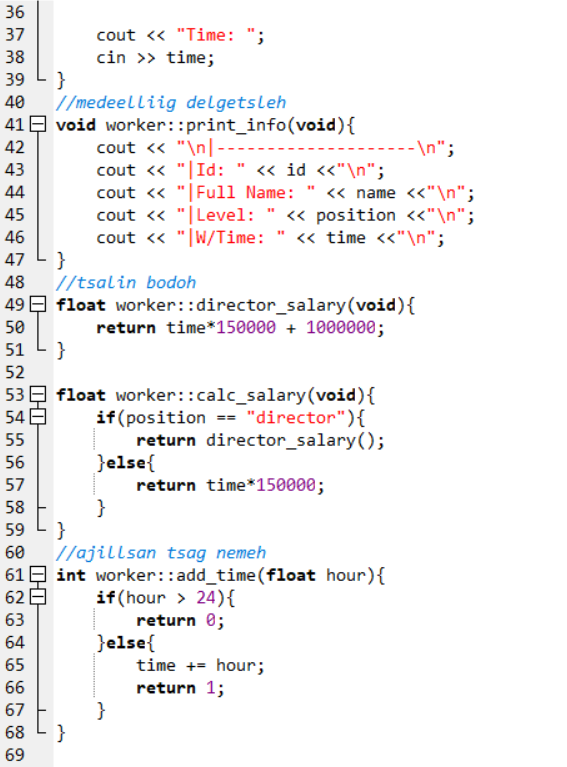 36
37 cout << "Time: ";
38 cin >> time;
39 }
40 //medeelliig delgetsleh
41 void worker::print_info(void){
42 cout << "\n|--------------------\n";
43 cout << "|Id: " << id <<"\n";
44 cout << "|Full Name: " << name <<"\n";
45 cout << "|Level: " << position <<"\n";
46 cout << "|W/Time: " << time <<"\n";
47 }
48 //tsalin bodoh
49 float worker::director_salary(void){
50 return time*150000 + 1000000;
51 }
52
53 float worker::calc_salary(void){
54 if(position == "director"){
55 return director_salary();
56 }else{
57 return time*150000;
58 }
59 }
60 //ajillsan tsag nemeh
61 int worker::add_time(float hour){
62 if(hour > 24){
63 return 0;
64 }else{
65 time += hour;
66 return 1;
67 }
68 }
69